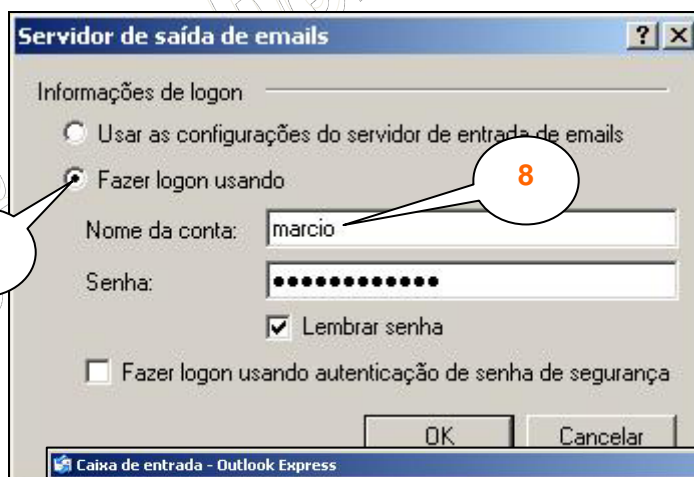 Servidor de saída de emails
Informações de logon
Usar as configurações do servidor de entrada de emails
Fazer logon usando
8
Nome da conta: marcio
Senha: ●●●●●●●●●●●●
Lembrar senha
Fazer logon usando autenticação de senha de segurança
OK Cancelar
Caixa de entrada - Outlook Express